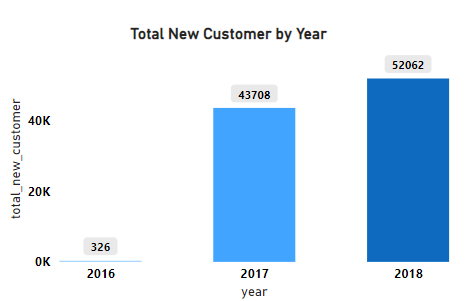 Total New Customer by Year
52062
43708
326
total_new_customer
40K
20K
0K
2016
2017
2018
year